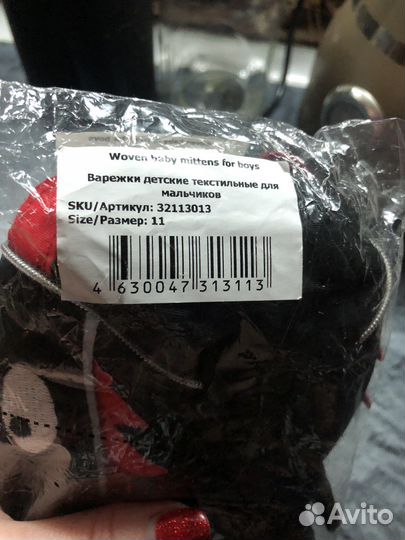 Woven baby mittens for boys
Варежки детские текстильные для
мальчиков
SKU/Артикул: 32113013
Size/Размер: 11
4 630047 313113
Avito